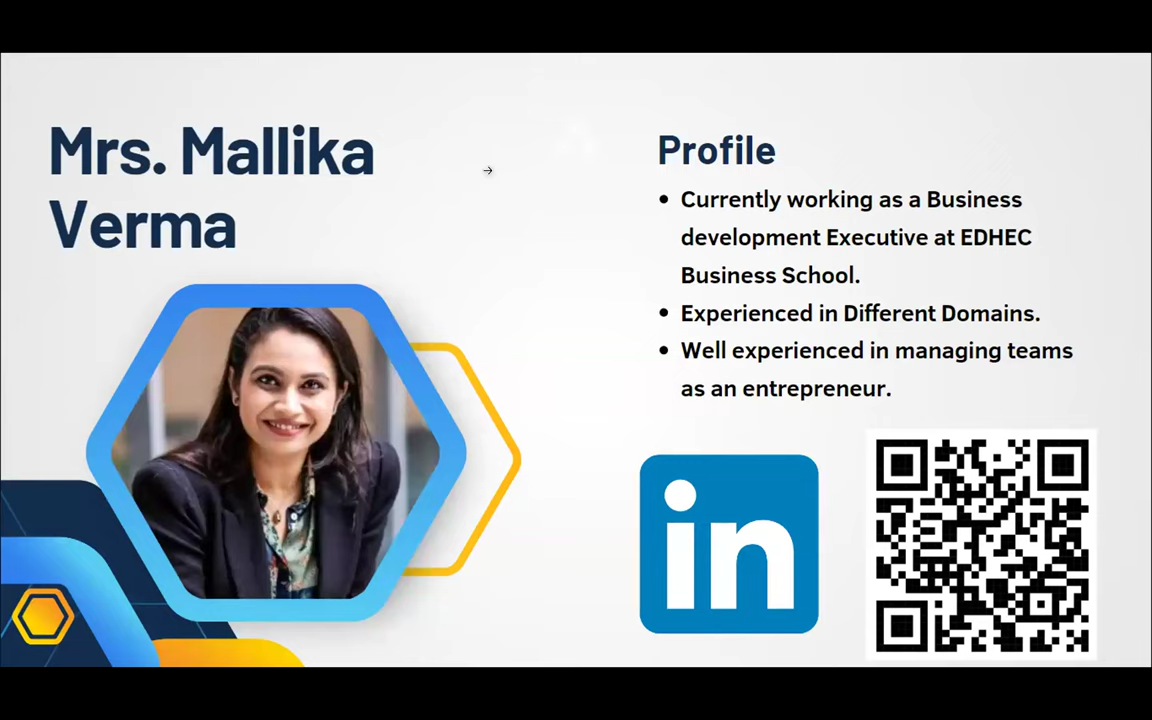 Mrs. Mallika
Verma
Profile
• Currently working as a Business
development Executive at EDHEC
Business School.
• Experienced in Different Domains.
• Well experienced in managing teams
as an entrepreneur.
in